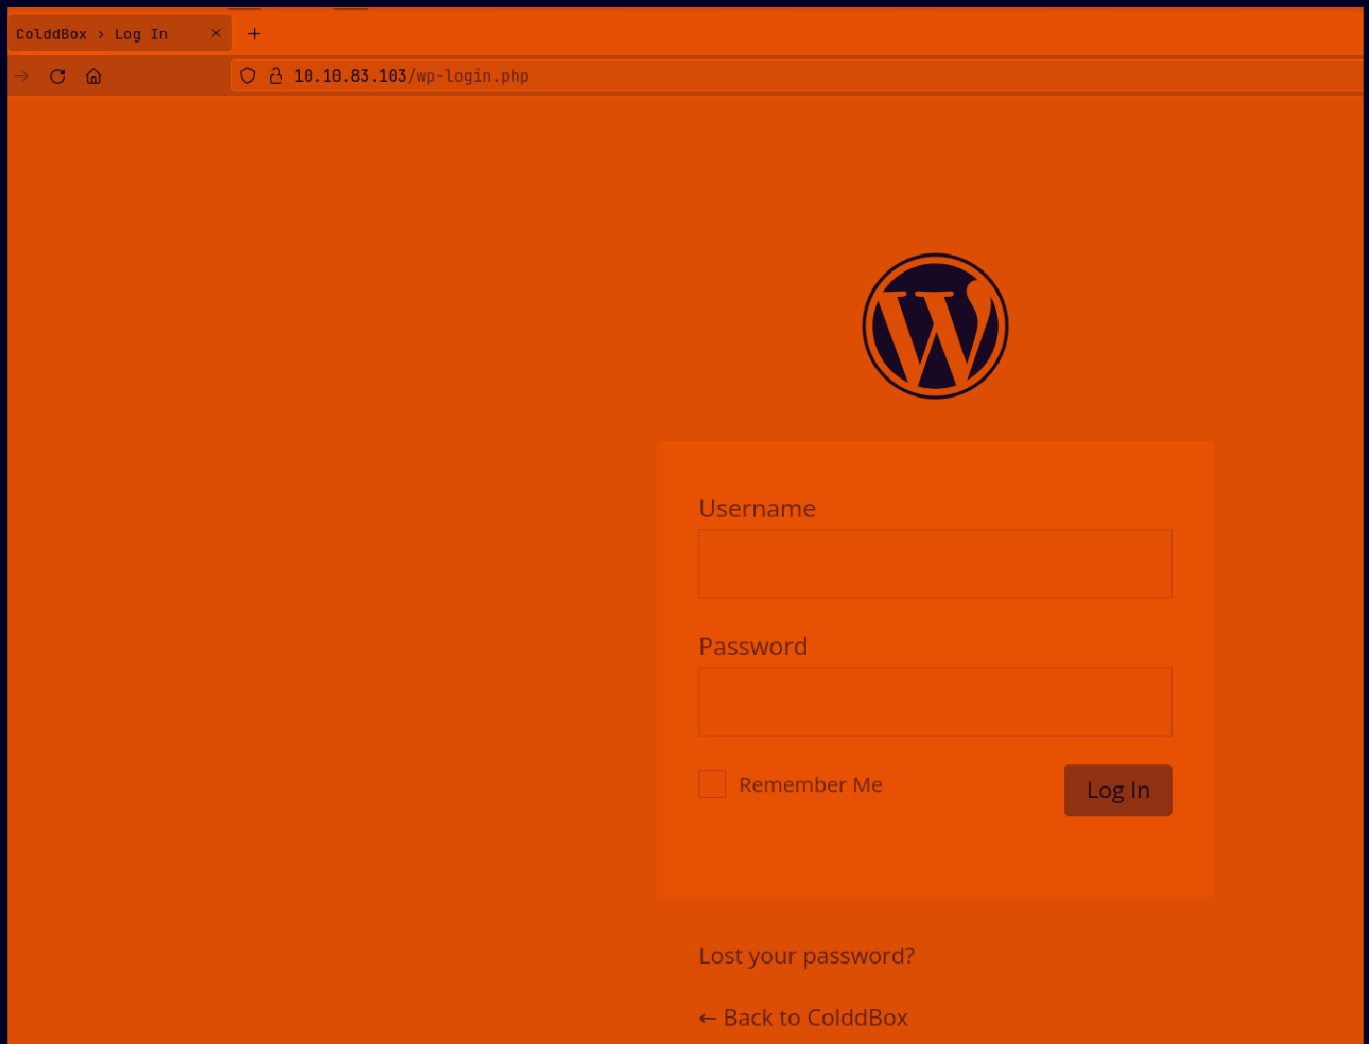 ColddBox › Log In
10.10.83.103/wp-login.php
Username
Password
Remember Me
Log In
Lost your password?
← Back to ColddBox